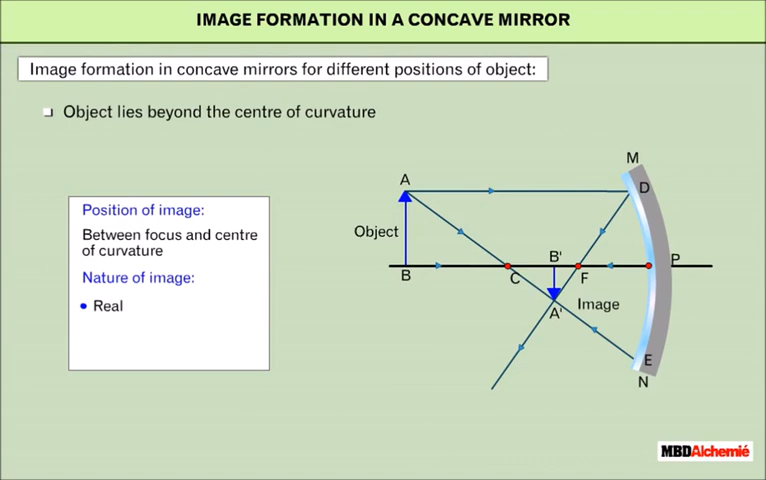 IMAGE FORMATION IN A CONCAVE MIRROR
Image formation in concave mirrors for different positions of object:
Object lies beyond the centre of curvature
Position of image:
Between focus and centre
of curvature
Nature of image:
Real
M
A
D
Object
B'
P
B
C
F
Image
A'
E
N
MBDAlchemié